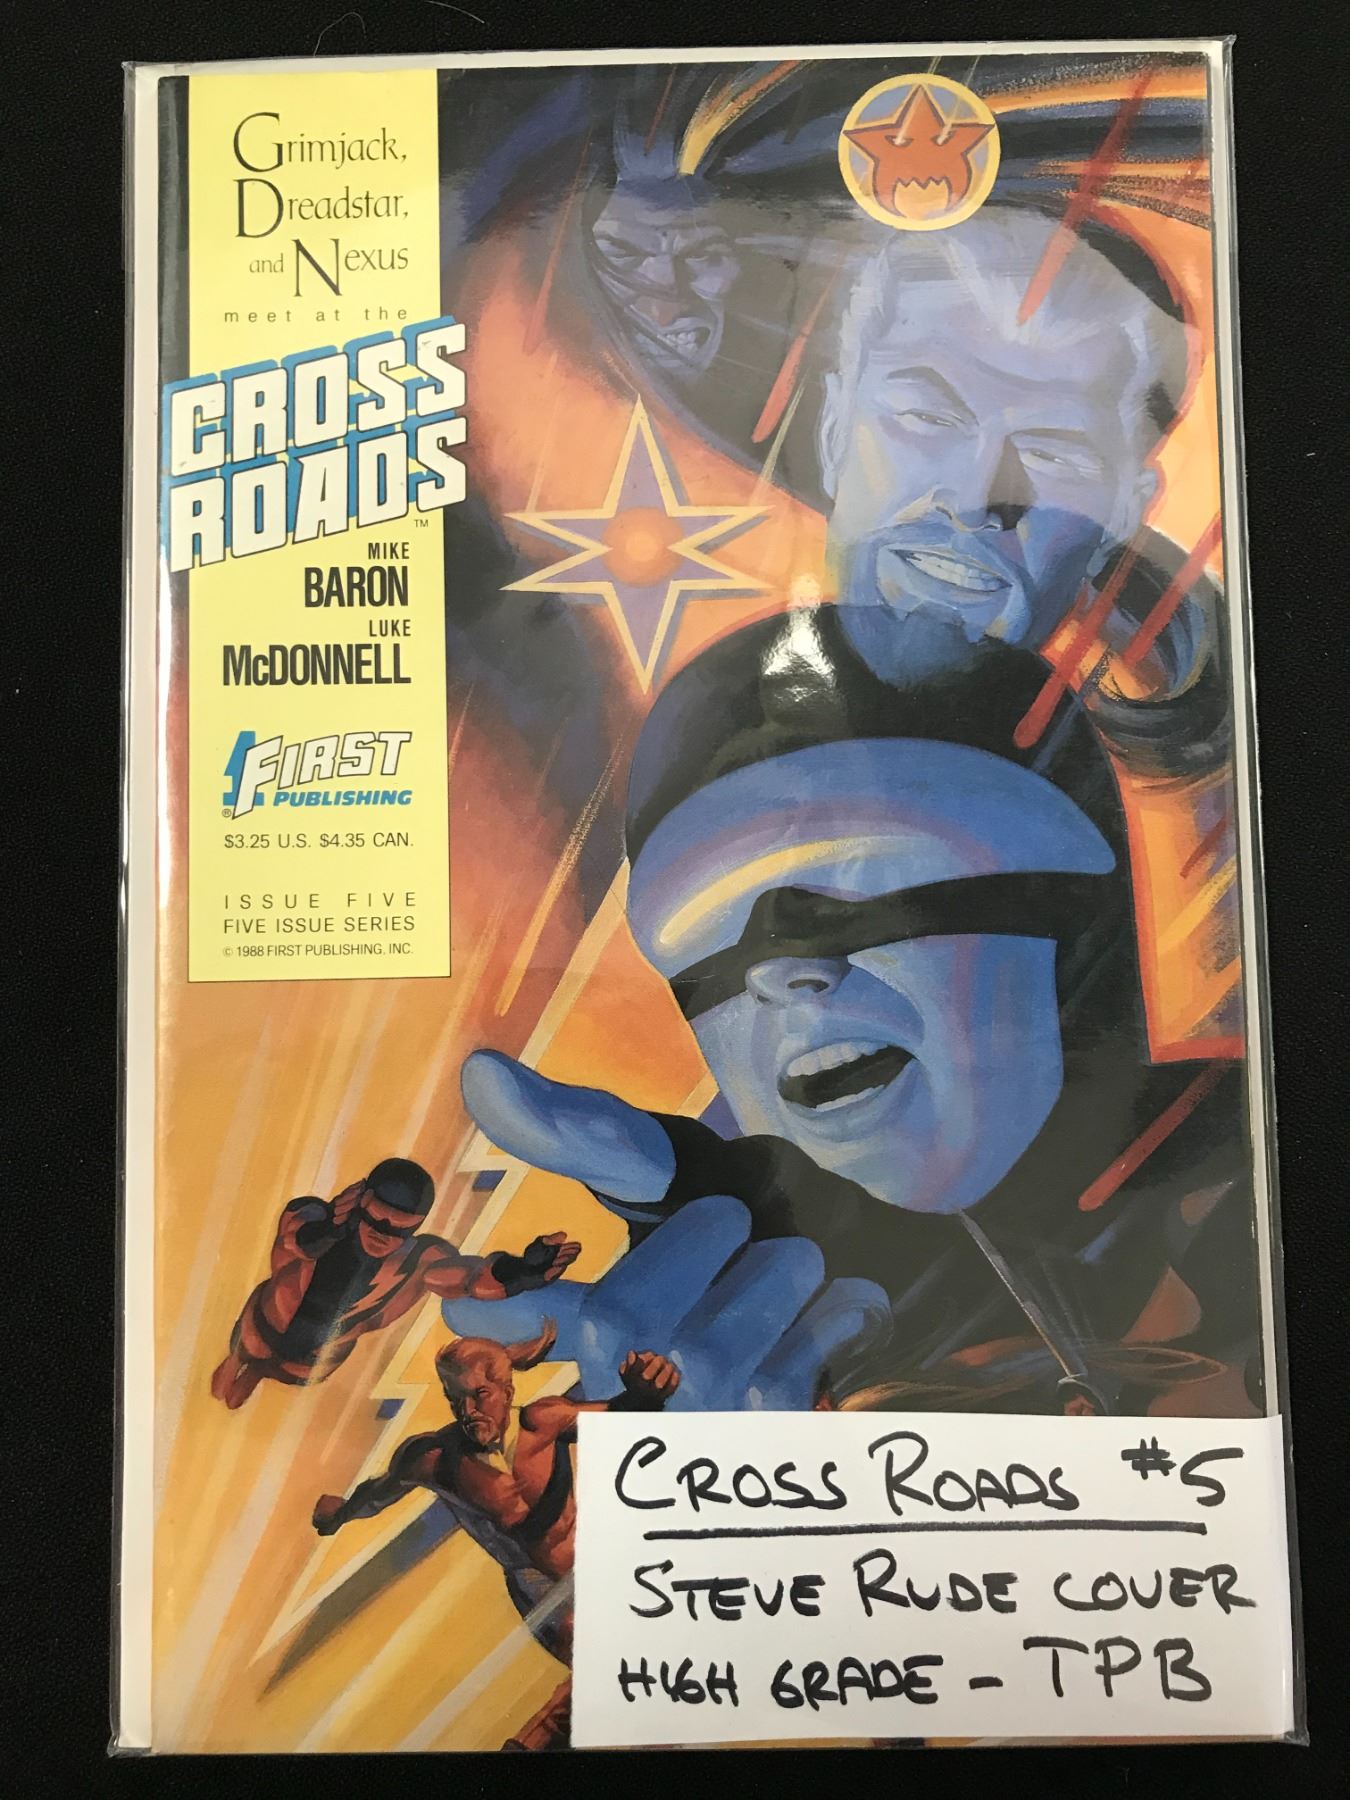 Grimjack,
Dreadstar,
and Nexus
meet at the
CROSS
ROADS
TM
MIKE
BARON
LUKE
McDONNELL
1 FIRST
® PUBLISHING
$3.25 U.S. $4.35 CAN.
ISSUE FIVE
FIVE ISSUE SERIES
© 1988 FIRST PUBLISHING, INC.
CROSS ROADS #5
STEVE RUDE COVER
HIGH GRADE - TPB